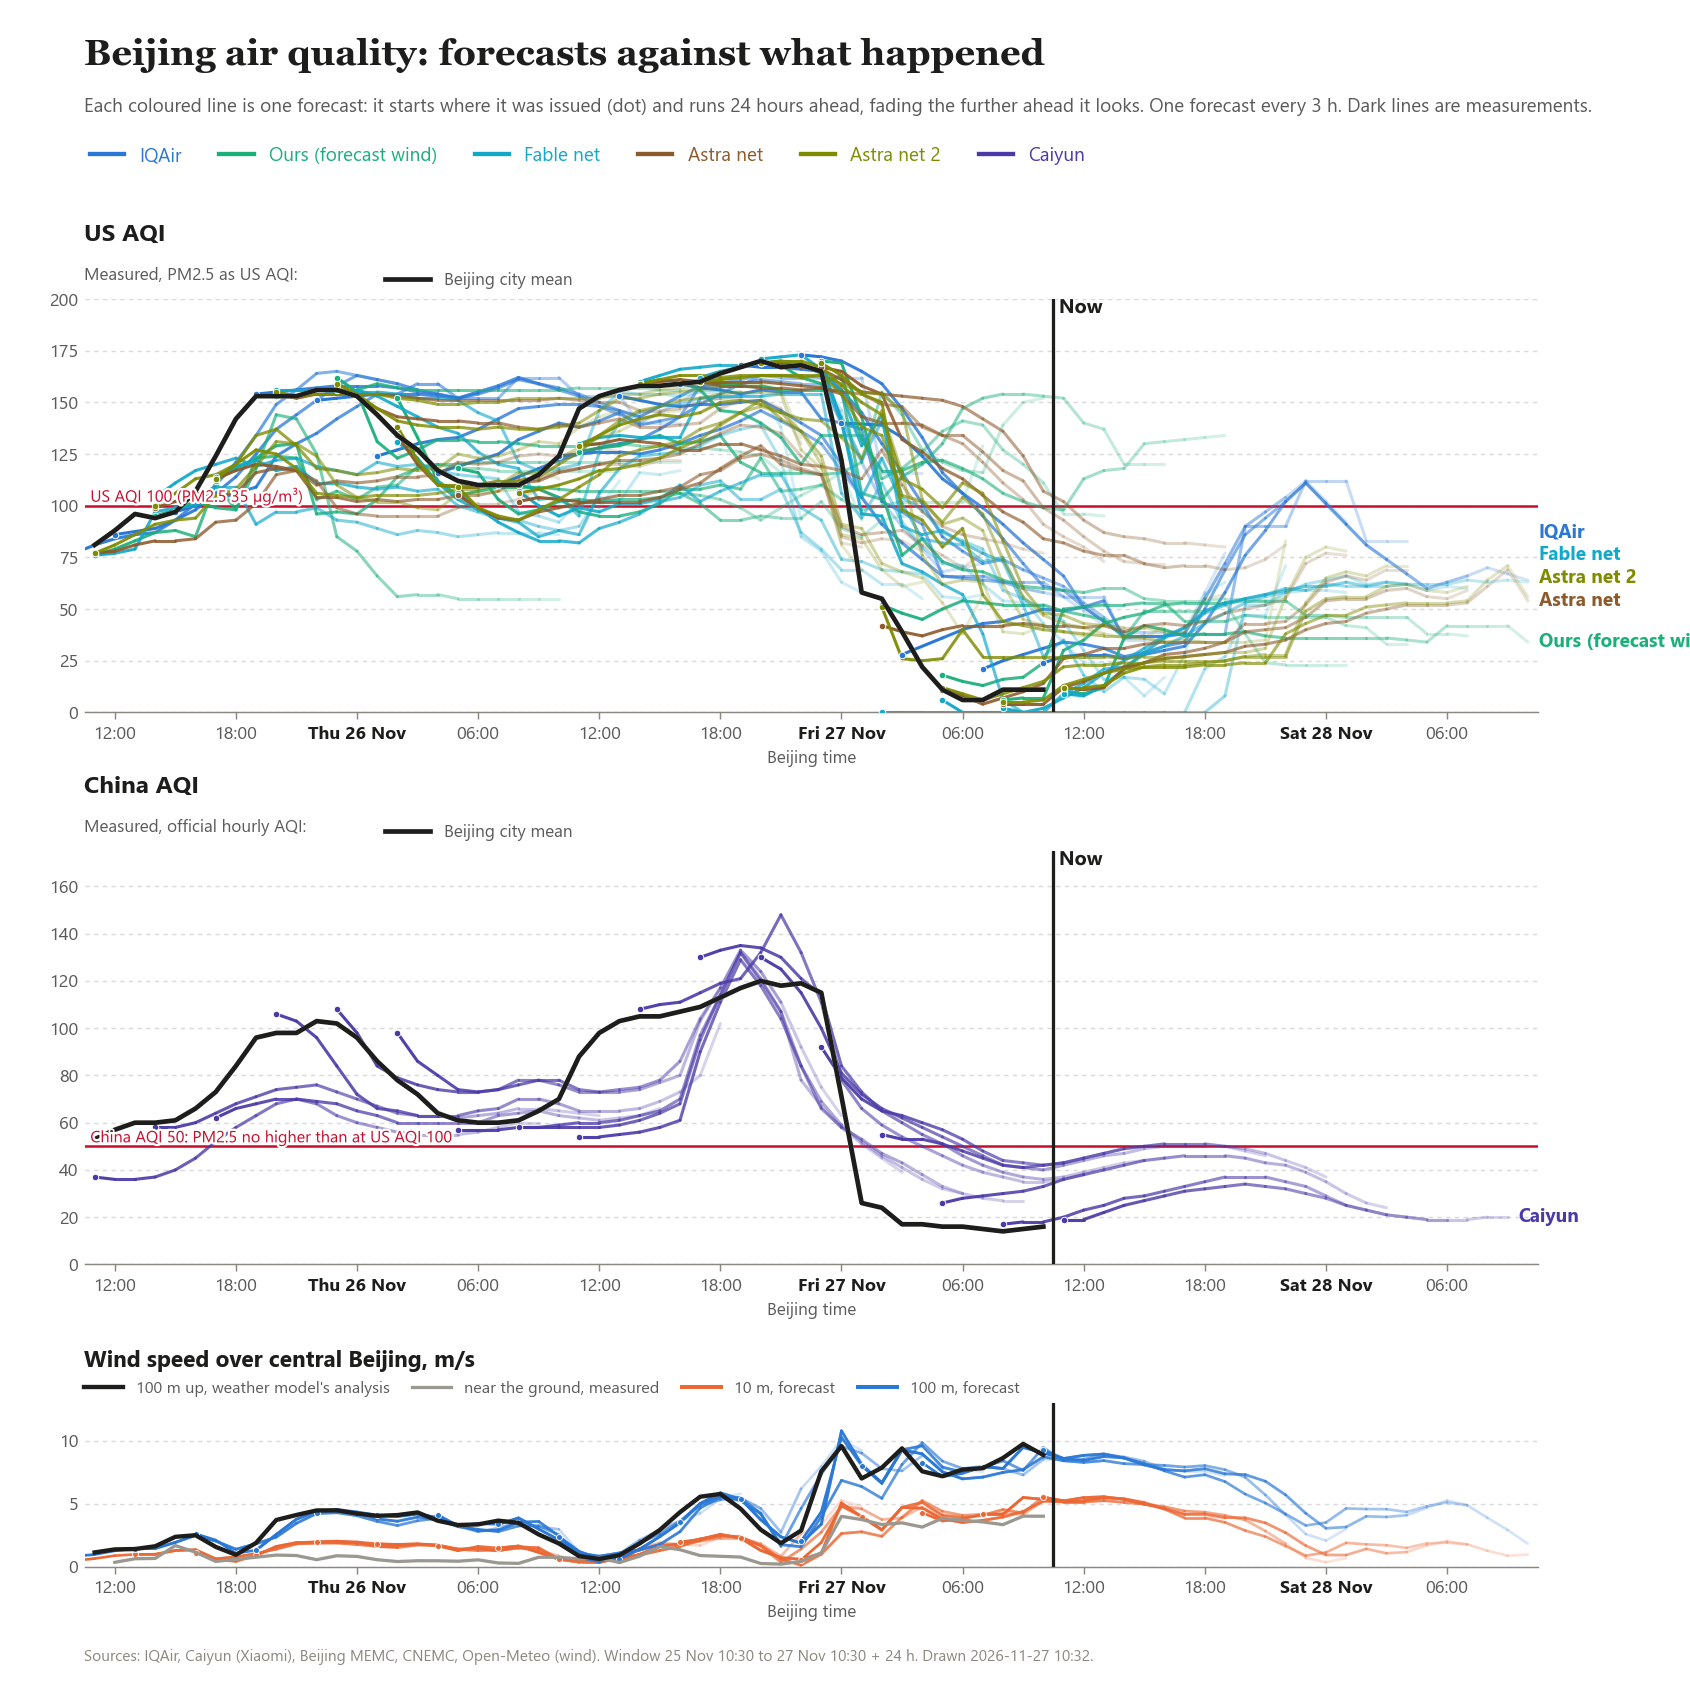 Beijing air quality: forecasts against what happened
Each coloured line is one forecast: it starts where it was issued (dot) and runs 24 hours ahead, fading the further ahead it looks. One forecast every 3 h. Dark lines are measurements.
IQAir Ours (forecast wind) Fable net Astra net Astra net 2 Caiyun
US AQI
Measured, PM2.5 as US AQI: Beijing city mean
200
Now
175
150
125
US AQI 100 (PM2.5 35 µg/m³)
100
IQAir
75
Fable net
Astra net 2
Astra net
50
Ours (forecast wi
25
0
12:00 18:00 Thu 26 Nov 06:00 12:00 18:00 Fri 27 Nov 06:00 12:00 18:00 Sat 28 Nov 06:00
Beijing time
China AQI
Measured, official hourly AQI: Beijing city mean
Now
160
140
120
100
80
60
China AQI 50: PM2.5 no higher than at US AQI 100
40
20
Caiyun
0
12:00 18:00 Thu 26 Nov 06:00 12:00 18:00 Fri 27 Nov 06:00 12:00 18:00 Sat 28 Nov 06:00
Beijing time
Wind speed over central Beijing, m/s
100 m up, weather model's analysis near the ground, measured 10 m, forecast 100 m, forecast
10
5
0
12:00 18:00 Thu 26 Nov 06:00 12:00 18:00 Fri 27 Nov 06:00 12:00 18:00 Sat 28 Nov 06:00
Beijing time
Sources: IQAir, Caiyun (Xiaomi), Beijing MEMC, CNEMC, Open-Meteo (wind). Window 25 Nov 10:30 to 27 Nov 10:30 + 24 h. Drawn 2026-11-27 10:32.